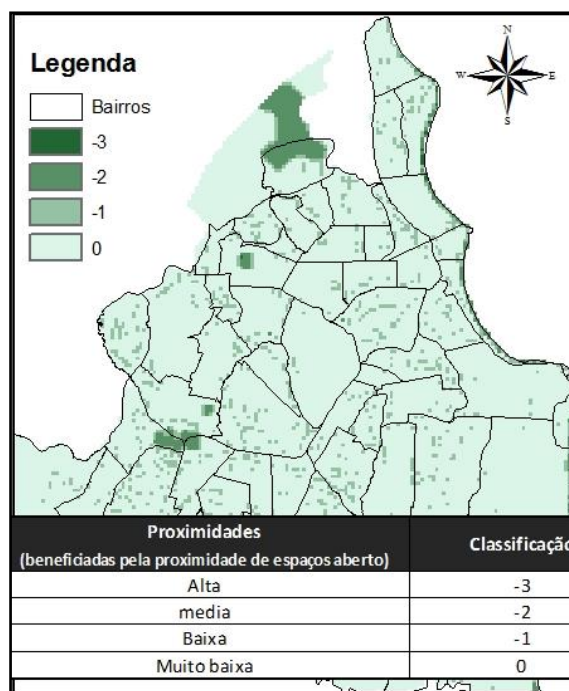 Legenda
Bairros
-3
-2
-1
0
N
W
E
S
Proximidades
(beneficiadas pela proximidade de espaços aberto)
Classificação
Alta
-3
media
-2
Baixa
-1
Muito baixa
0